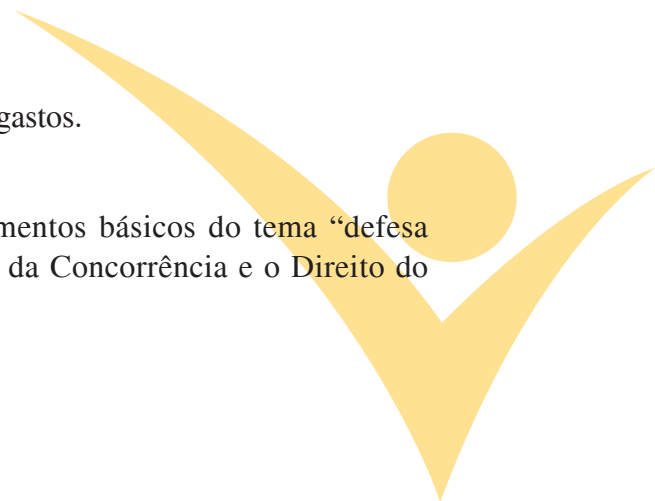 gastos.
mentos básicos do tema “defesa
da Concorrência e o Direito do